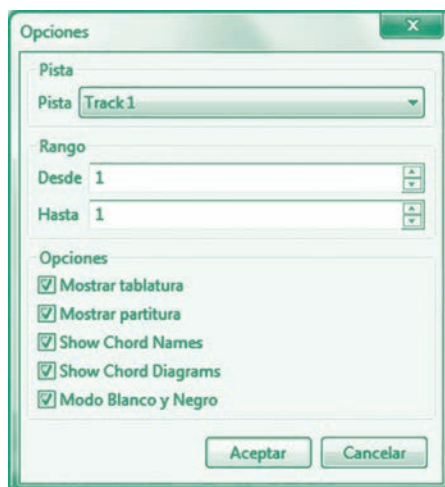 Opciones
Pista
Pista Track 1
Rango
Desde 1
Hasta 1
Opciones
Mostrar tablatura
Mostrar partitura
Show Chord Names
Show Chord Diagrams
Modo Blanco y Negro
Aceptar Cancelar